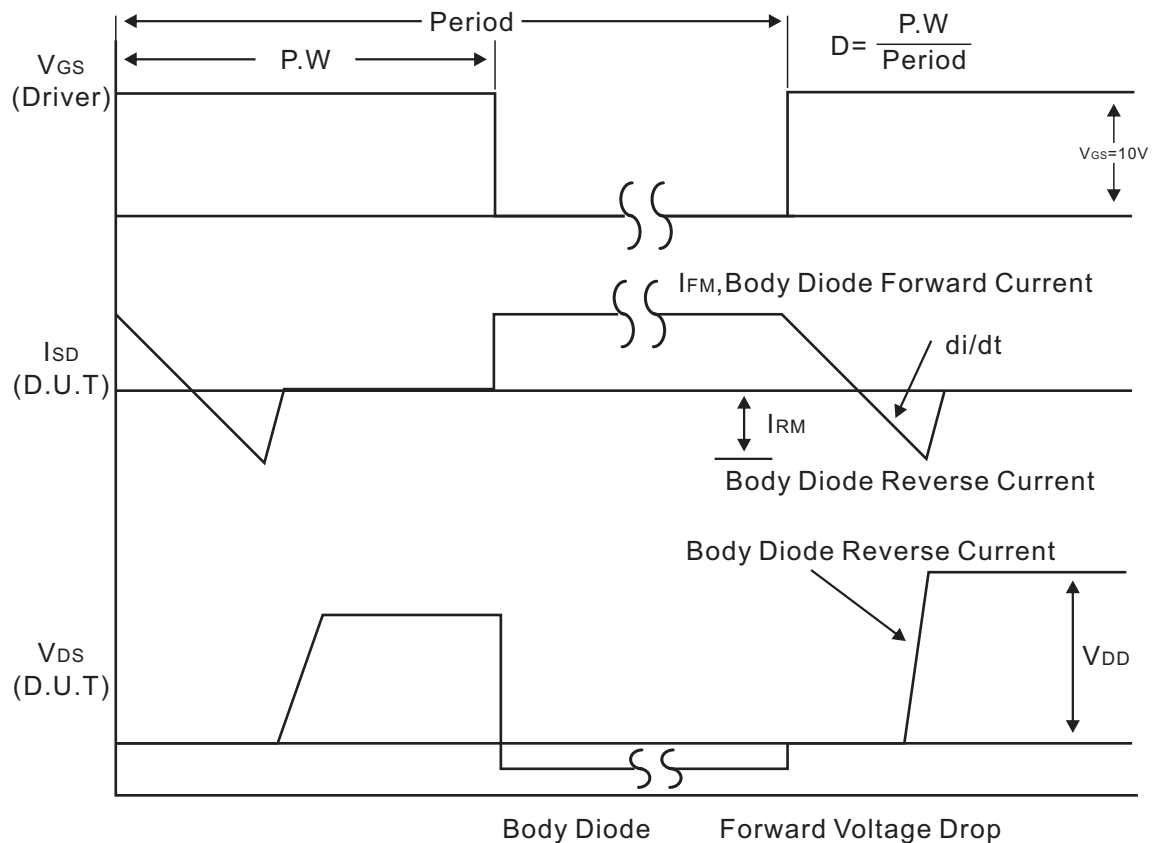 Period
P.W
D= P.W
Period
VGS
(Driver)
VGS=10V
IFM,Body Diode Forward Current
di/dt
ISD
(D.U.T)
IRM
Body Diode Reverse Current
Body Diode Reverse Current
VDS
(D.U.T)
VDD
Body Diode Forward Voltage Drop